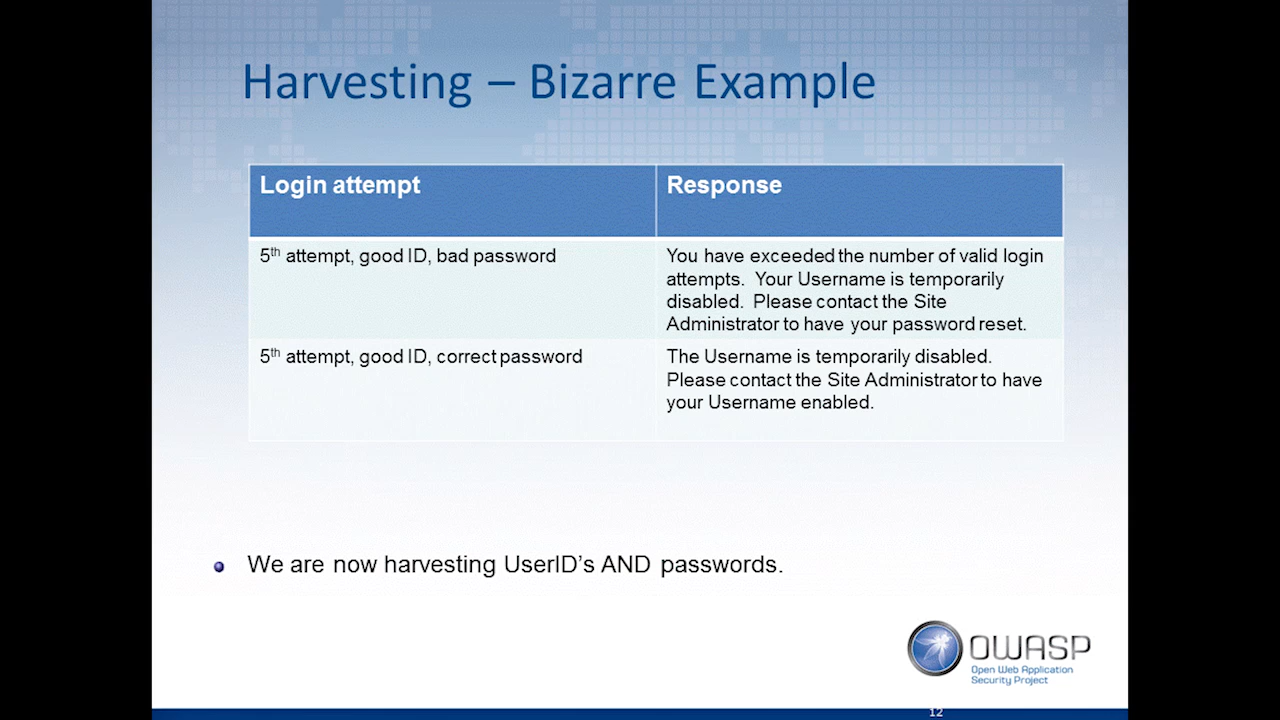 Harvesting – Bizarre Example
Login attempt
Response
5th attempt, good ID, bad password
You have exceeded the number of valid login
attempts. Your Username is temporarily
disabled. Please contact the Site
Administrator to have your password reset.
5th attempt, good ID, correct password
The Username is temporarily disabled.
Please contact the Site Administrator to have
your Username enabled.
We are now harvesting UserID’s AND passwords.
OWASP
Open Web Application
Security Project
12